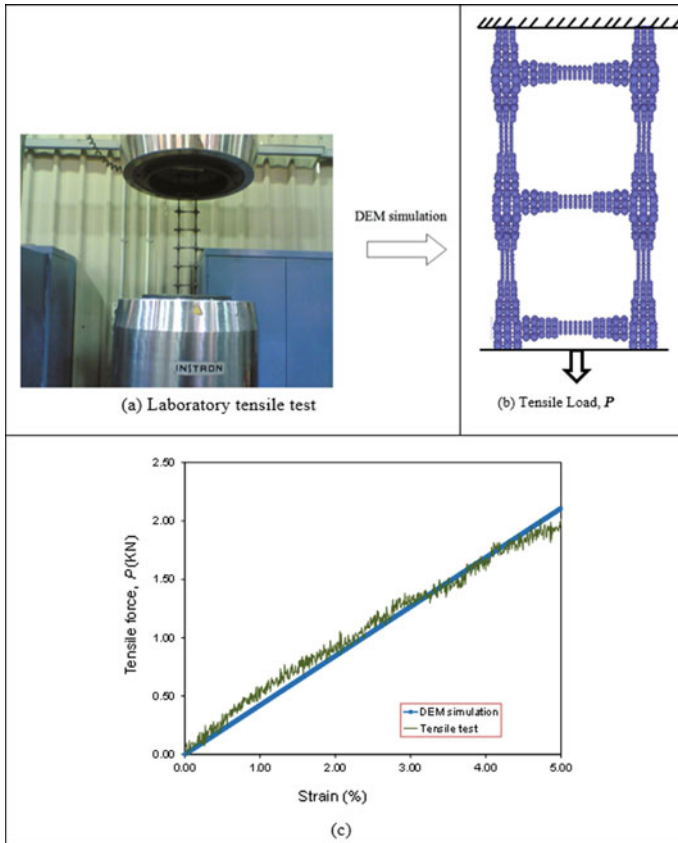 INSTRON
(a) Laboratory tensile test
DEM simulation
(b) Tensile Load, P
2.50
2.00
1.50
1.00
0.50
0.00
Tensile force, P(KN)
0.00 1.00 2.00 3.00 4.00 5.00
Strain (%)
DEM simulation
Tensile test
(c)